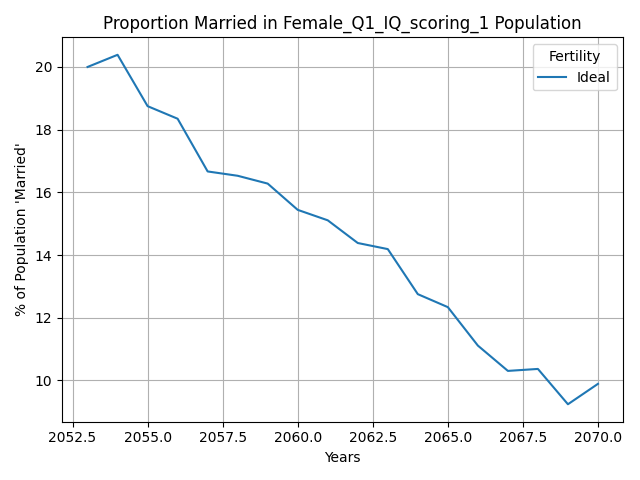 Proportion Married in Female_Q1_IQ_scoring_1 Population
Fertility
Ideal
% of Population 'Married'
20
18
16
14
12
10
2052.5 2055.0 2057.5 2060.0 2062.5 2065.0 2067.5 2070.0
Years